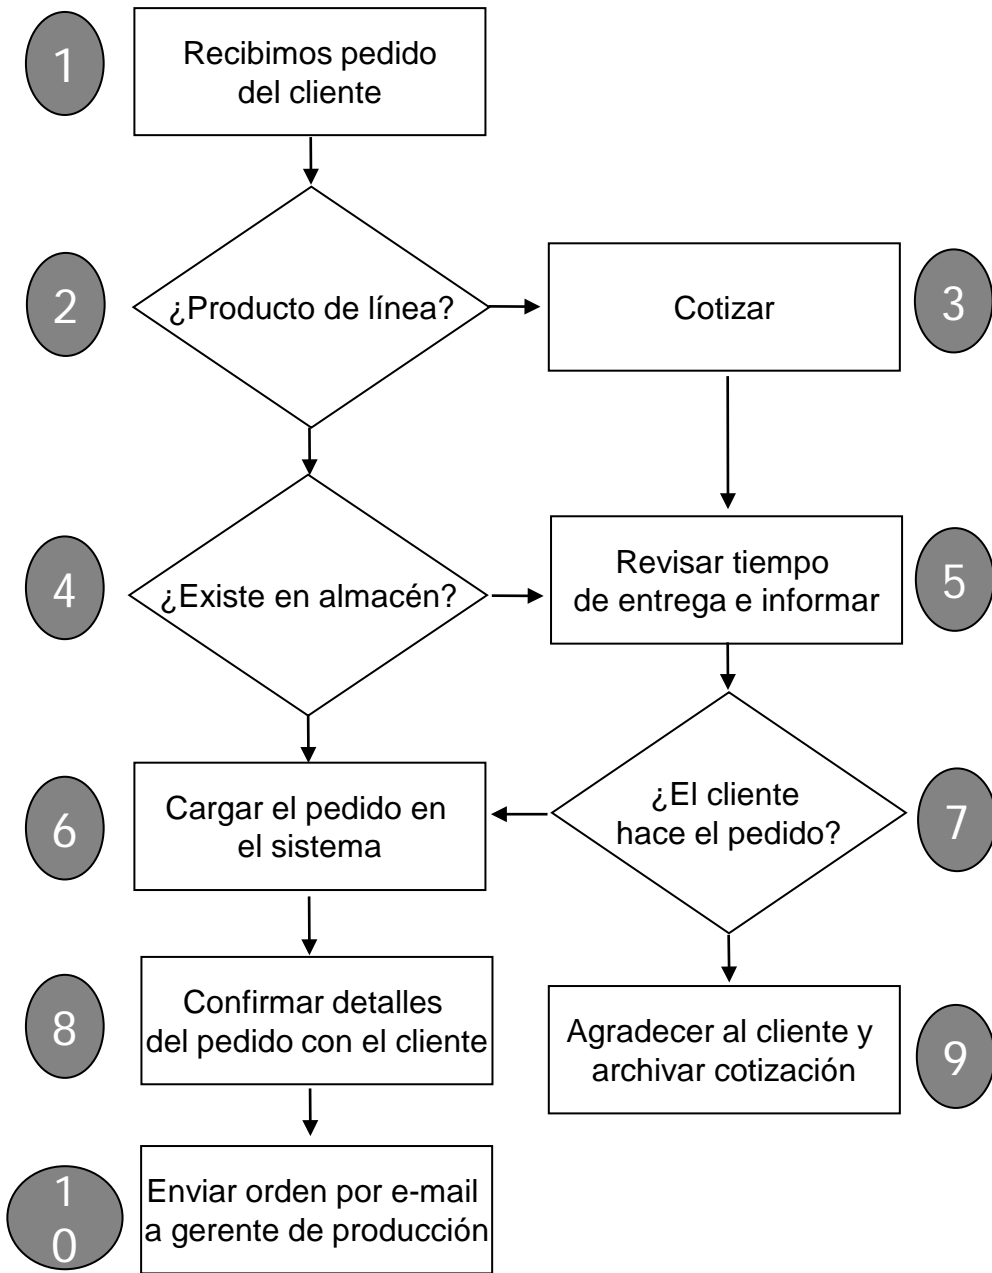 1
Recibimos pedido
del cliente
2
¿Producto de línea?
Cotizar
3
4
¿Existe en almacén?
Revisar tiempo
de entrega e informar
5
6
Cargar el pedido en
el sistema
¿El cliente
hace el pedido?
7
8
Confirmar detalles
del pedido con el cliente
Agradecer al cliente y
archivar cotización
9
1
0
Enviar orden por e-mail
a gerente de producción